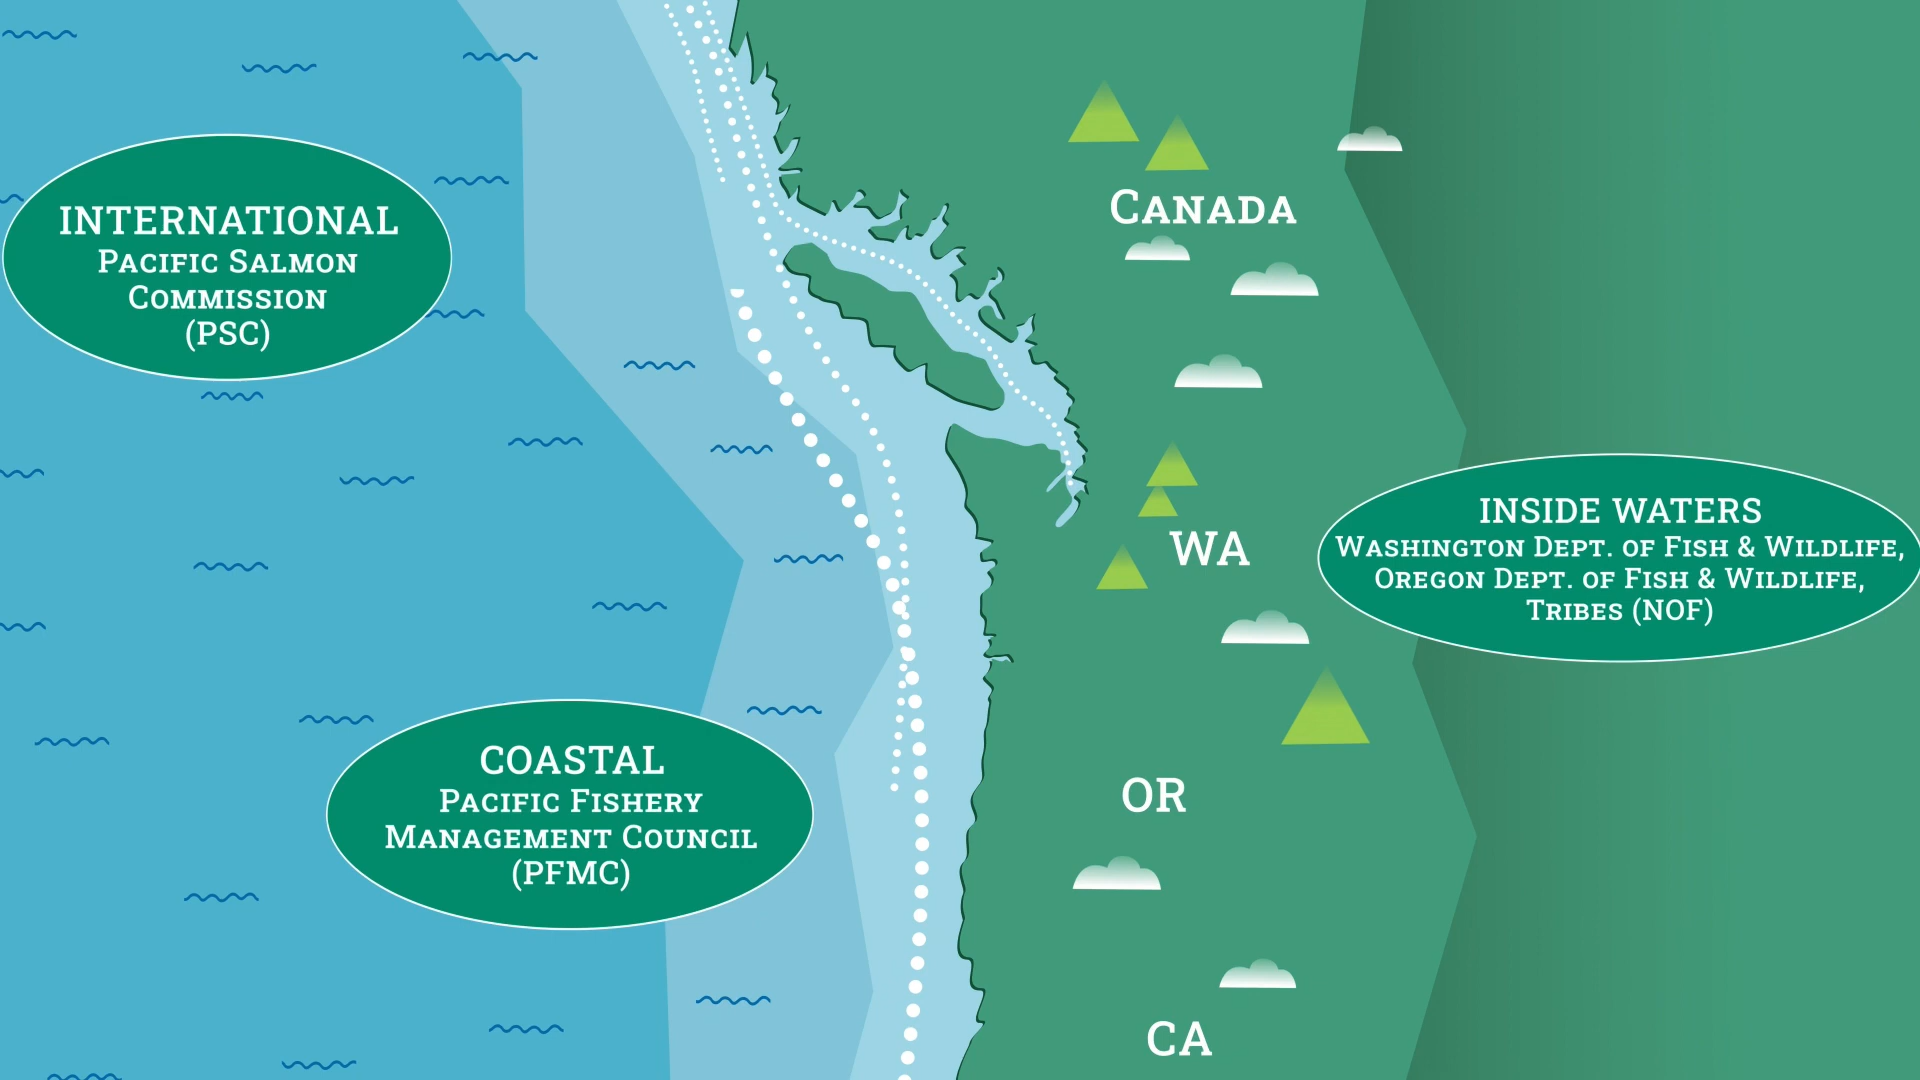 INTERNATIONAL
Pacific Salmon
Commission
(PSC)
Canada
INSIDE WATERS
Washington Dept. of Fish & Wildlife,
Oregon Dept. of Fish & Wildlife,
Tribes (NOF)
WA
COASTAL
Pacific Fishery
Management Council
(PFMC)
OR
CA